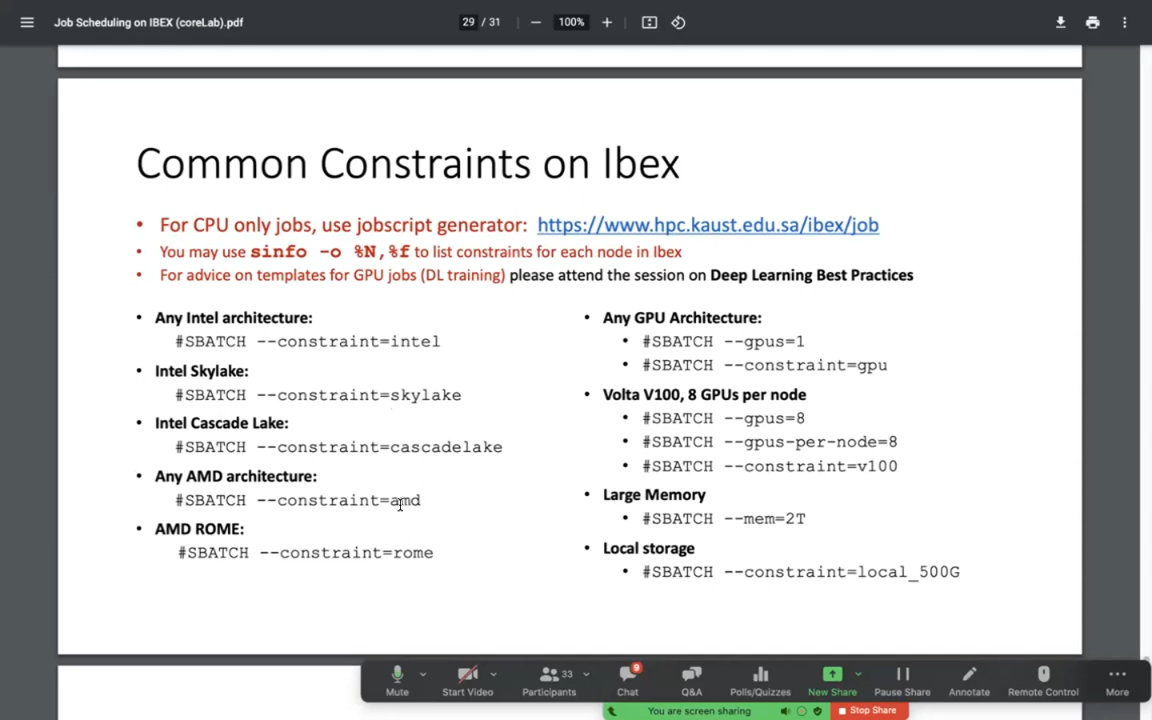 Job Scheduling on IBEX (coreLab).pdf
29 / 31
100%
Common Constraints on Ibex
• For CPU only jobs, use jobscript generator: https://www.hpc.kaust.edu.sa/ibex/job
• You may use sinfo -o %N,%f to list constraints for each node in Ibex
• For advice on templates for GPU jobs (DL training) please attend the session on Deep Learning Best Practices
• Any Intel architecture:
#SBATCH --constraint=intel
• Intel Skylake:
#SBATCH --constraint=skylake
• Intel Cascade Lake:
#SBATCH --constraint=cascadelake
• Any AMD architecture:
#SBATCH --constraint=amd
• AMD ROME:
#SBATCH --constraint=rome
• Any GPU Architecture:
• #SBATCH --gpus=1
• #SBATCH --constraint=gpu
• Volta V100, 8 GPUs per node
• #SBATCH --gpus=8
• #SBATCH --gpus-per-node=8
• #SBATCH --constraint=v100
• Large Memory
• #SBATCH --mem=2T
• Local storage
• #SBATCH --constraint=local_500G
33
9
Mute
Start Video
Participants
Chat
Q&A
Polls/Quizzes
New Share
Pause Share
Annotate
Remote Control
More
You are screen sharing
Stop Share